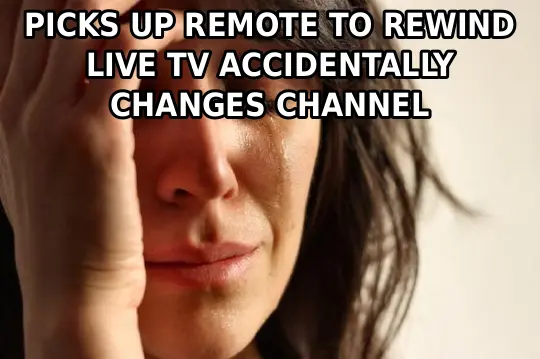 PICKS UP REMOTE TO REWIND
LIVE TV ACCIDENTALLY
CHANGES CHANNEL